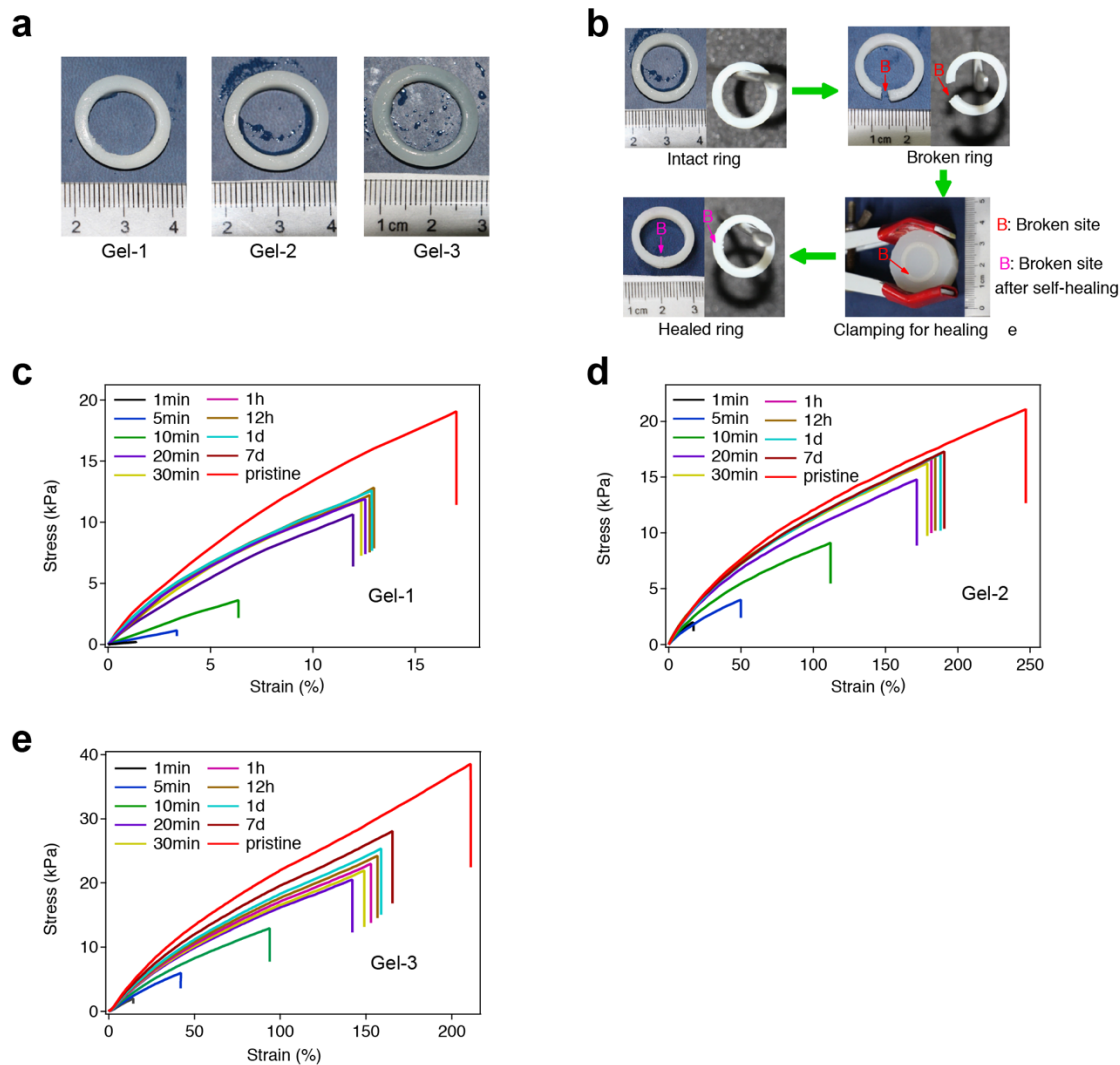 a
2 3 4
Gel-1
2 3 4
Gel-2
1 cm 2 3
Gel-3
b
2 3 4
Intact ring
B B
1 cm 2
Broken ring
B
5
4
3
2
1cm
0
Clamping for healing
e
B: Broken site
B: Broken site
after self-healing
B B
1 cm 2 3
Healed ring
c
1min
5min
10min
20min
30min
1h
12h
1d
7d
pristine
Stress (kPa)
20
15
10
5
0
0 5 10 15
Strain (%)
Gel-1
d
1min
5min
10min
20min
30min
1h
12h
1d
7d
pristine
Stress (kPa)
20
15
10
5
0
0 50 100 150 200 250
Strain (%)
Gel-2
e
1min
5min
10min
20min
30min
1h
12h
1d
7d
pristine
Stress (kPa)
40
30
20
10
0
0 50 100 150 200
Strain (%)
Gel-3